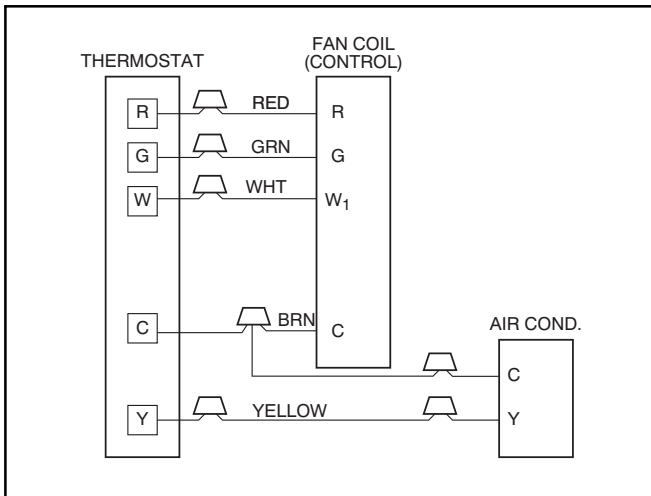 FAN COIL
(CONTROL)
THERMOSTAT
R RED R
G GRN G
W WHT W₁
C BRN C
AIR COND.
C
Y YELLOW Y